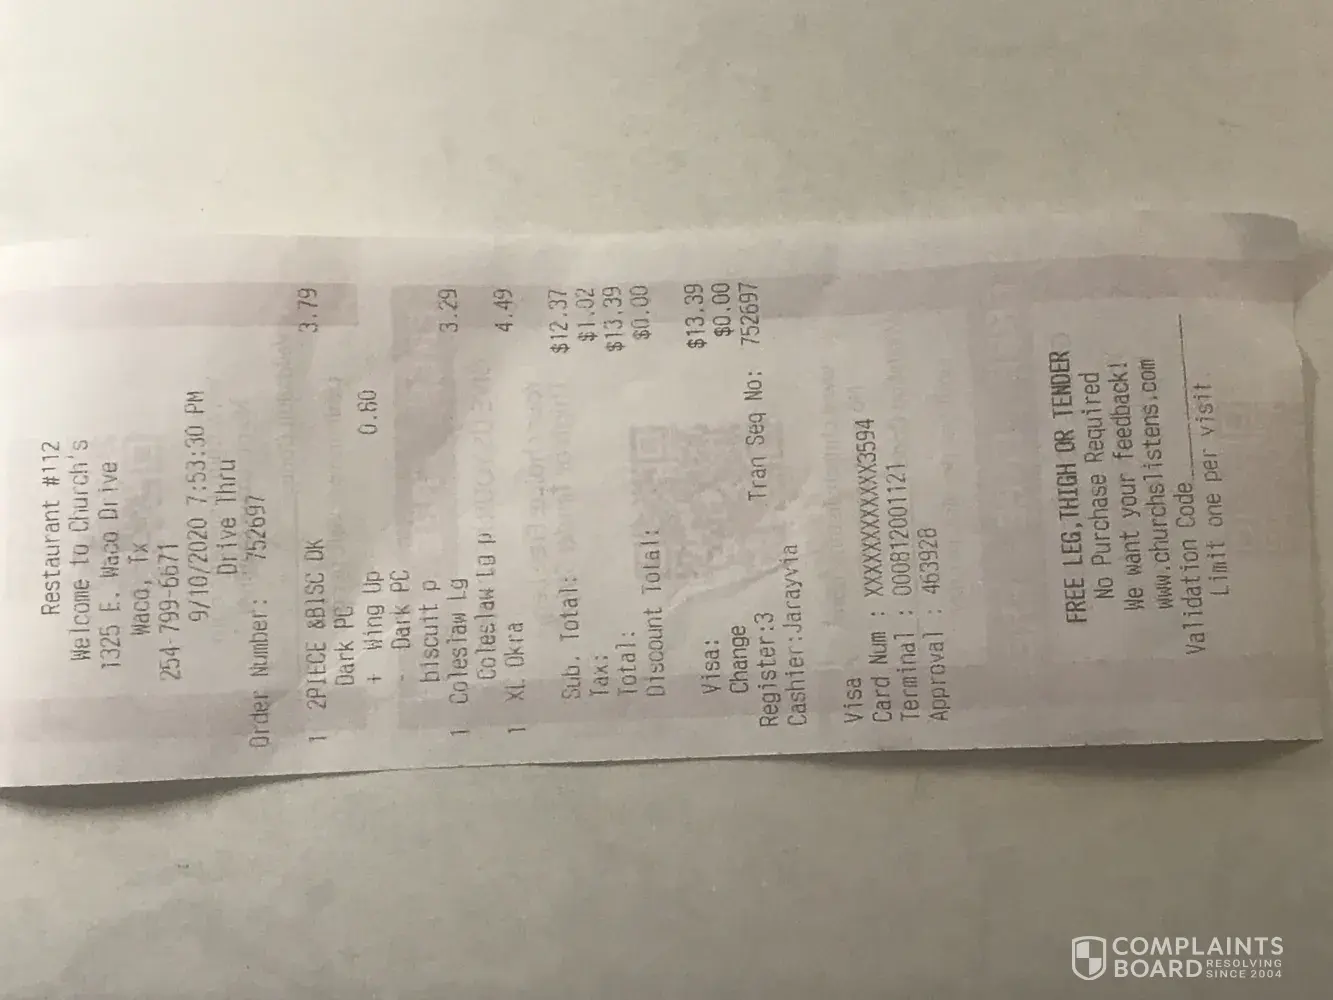 Restaurant #112
Welcome to Church's
1325 E. Waco Drive
Waco, Tx
254-799-6671
9/10/2020 7:53:30 PM
Drive Thru
Order Number: 752697
1 2PIECE &BISC DK 3.79
Dark PC
+ Wing Up 0.80
- Dark PC
biscuit p
1 Coleslaw Lg 3.29
Coleslaw Lg p
1 XL Okra 4.49
Sub. Total: $12.37
Tax: $1.02
Total: $13.39
Discount Total: $0.00
Visa: $13.39
Change $0.00
Register:3 Tran Seq No: 752697
Cashier:Jarayvia
Visa
Card Num : XXXXXXXXXXXX3594
Terminal : 000812001121
Approval : 463928
FREE LEG,THIGH OR TENDER
No Purchase Required
We want your feedback!
www.churchslistens.com
Validation Code
Limit one per visit
COMPLAINTS
BOARD RESOLVING
SINCE 2004